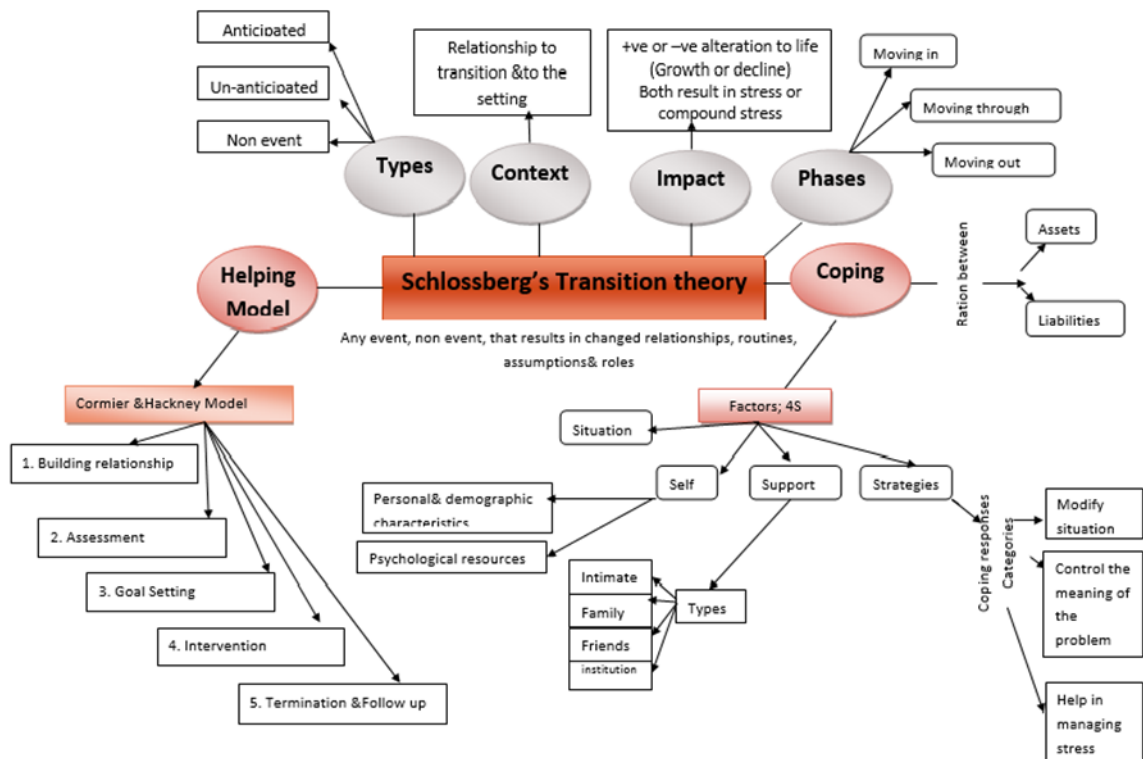 Anticipated
Un-anticipated
Non event
Relationship to
transition &to the
setting
+ve or –ve alteration to life
(Growth or decline)
Both result in stress or
compound stress
Moving in
Moving through
Moving out
Types
Context
Impact
Phases
Helping
Model
Schlossberg's Transition theory
Coping
Ration between
Assets
Liabilities
Any event, non event, that results in changed relationships, routines,
assumptions& roles
Cormier &Hackney Model
1. Building relationship
2. Assessment
3. Goal Setting
4. Intervention
5. Termination &Follow up
Factors; 4S
Situation
Self
Support
Strategies
Personal& demographic
characteristics
Psychological resources
Types
Intimate
Family
Friends
institution
Coping responses
Categories
Modify
situation
Control the
meaning of
the
problem
Help in
managing
stress